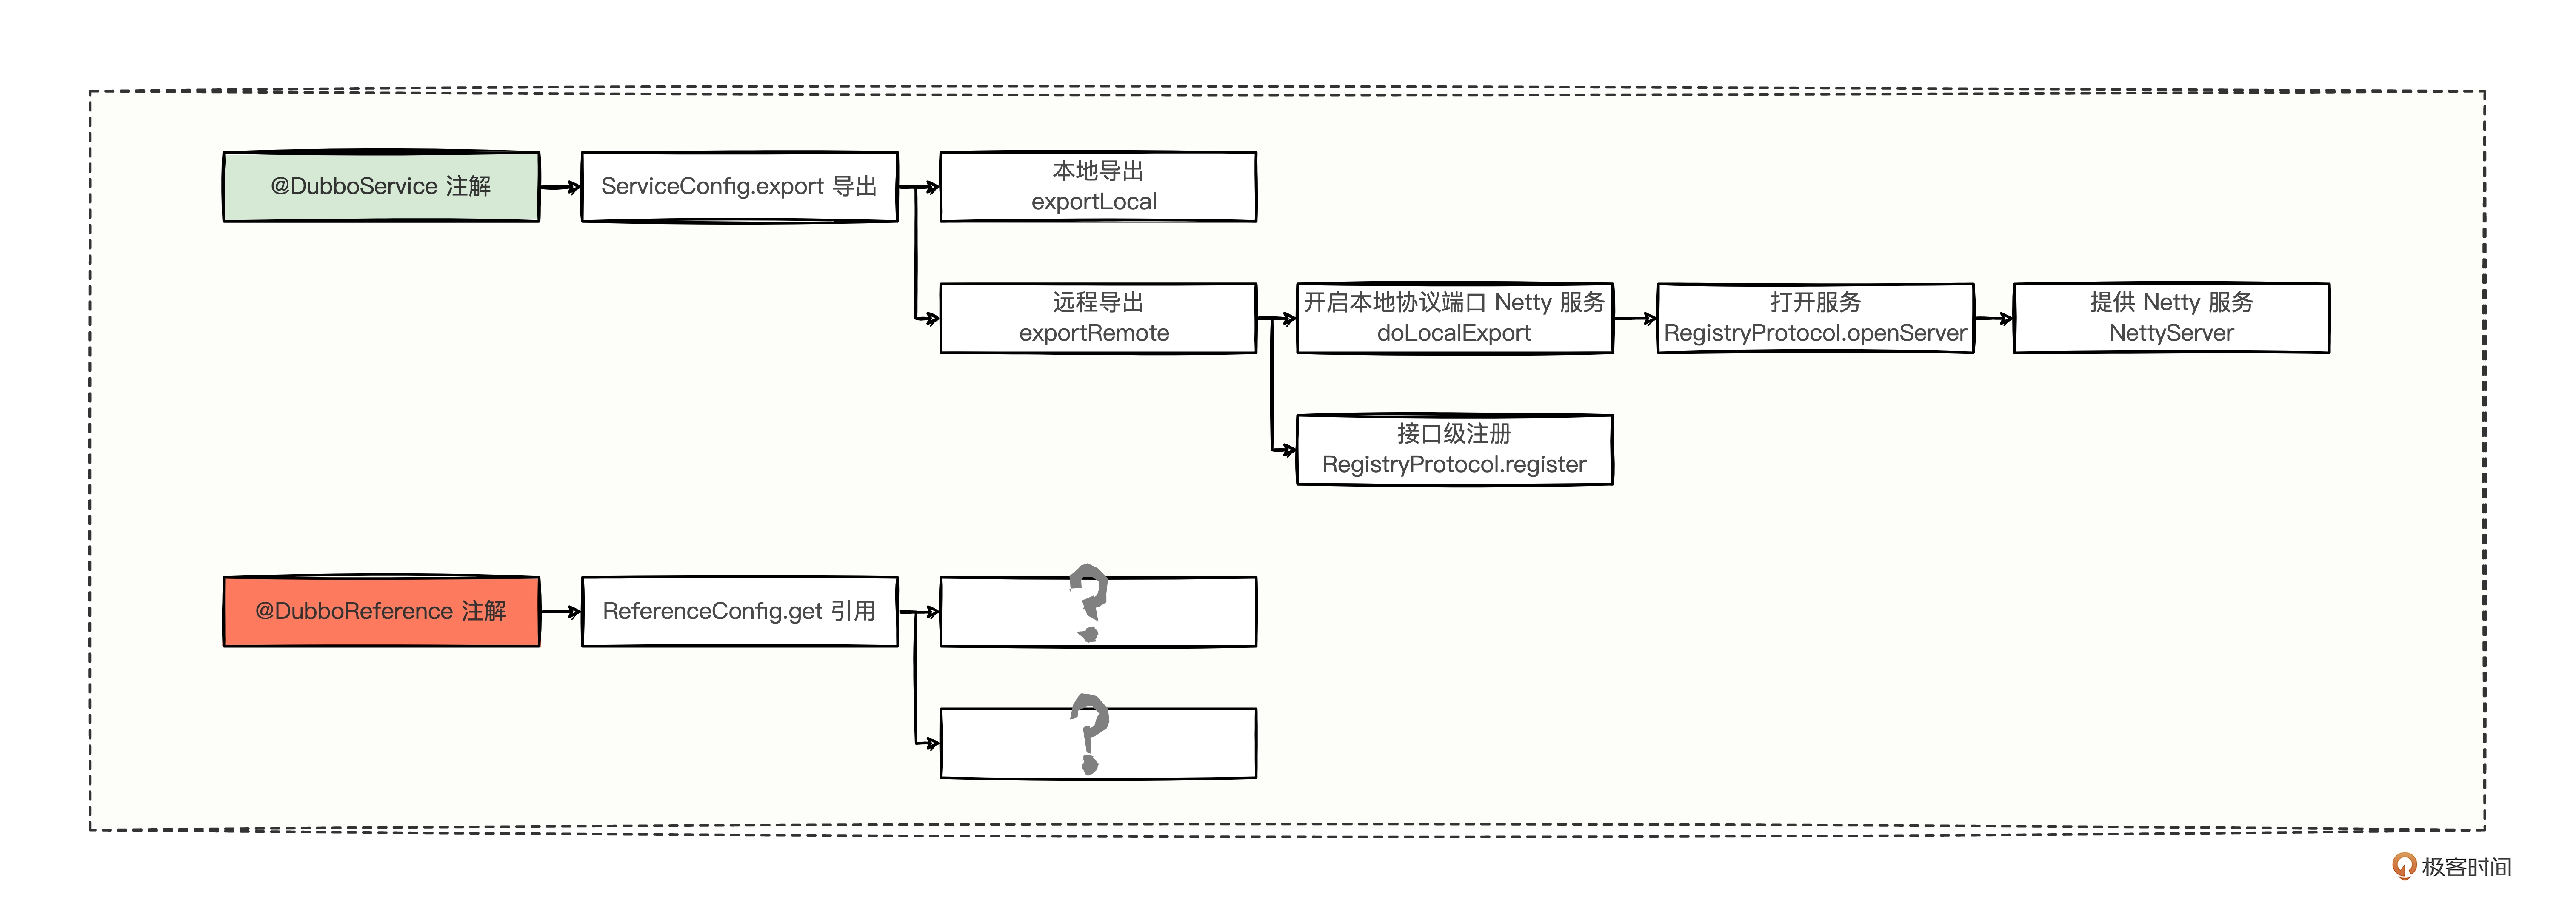 @DubboService 注解
ServiceConfig.export 导出
本地导出
exportLocal
远程导出
exportRemote
开启本地协议端口 Netty 服务
doLocalExport
打开服务
RegistryProtocol.openServer
提供 Netty 服务
NettyServer
接口级注册
RegistryProtocol.register
@DubboReference 注解
ReferenceConfig.get 引用
?
?
极客时间